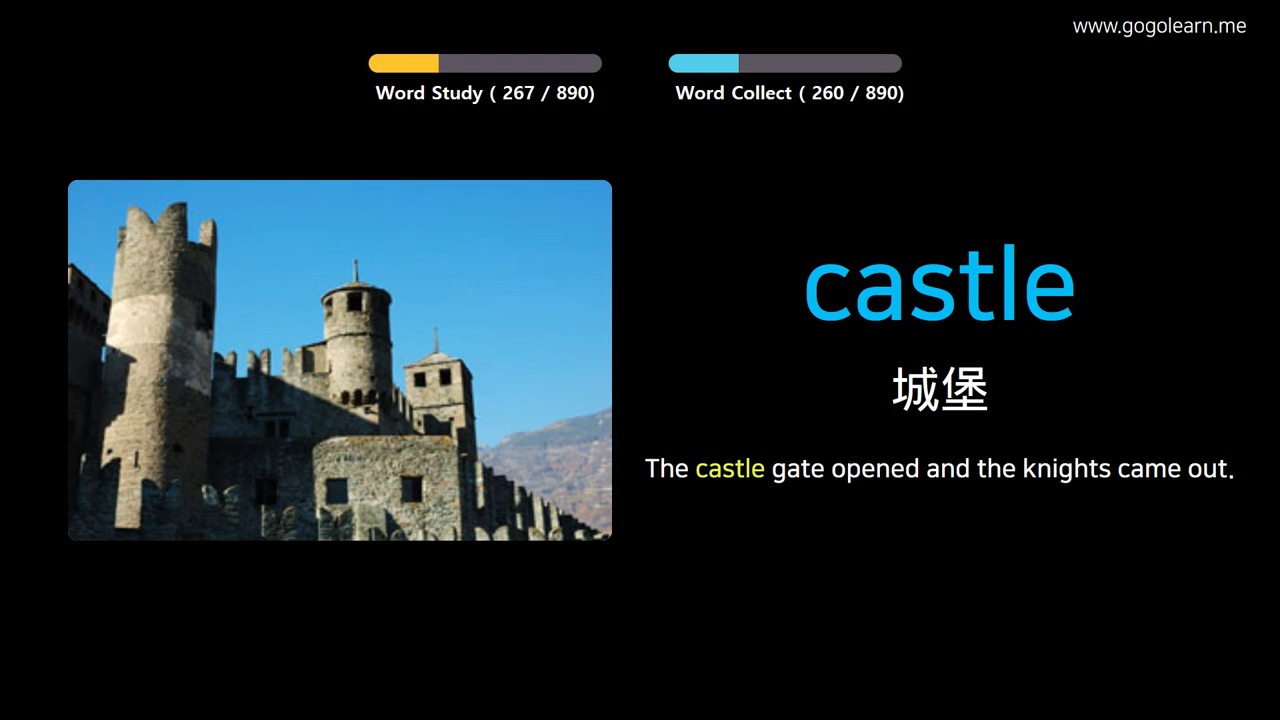 www.gogolearn.me
Word Study ( 267 / 890)
Word Collect ( 260 / 890)
castle
城堡
The castle gate opened and the knights came out.